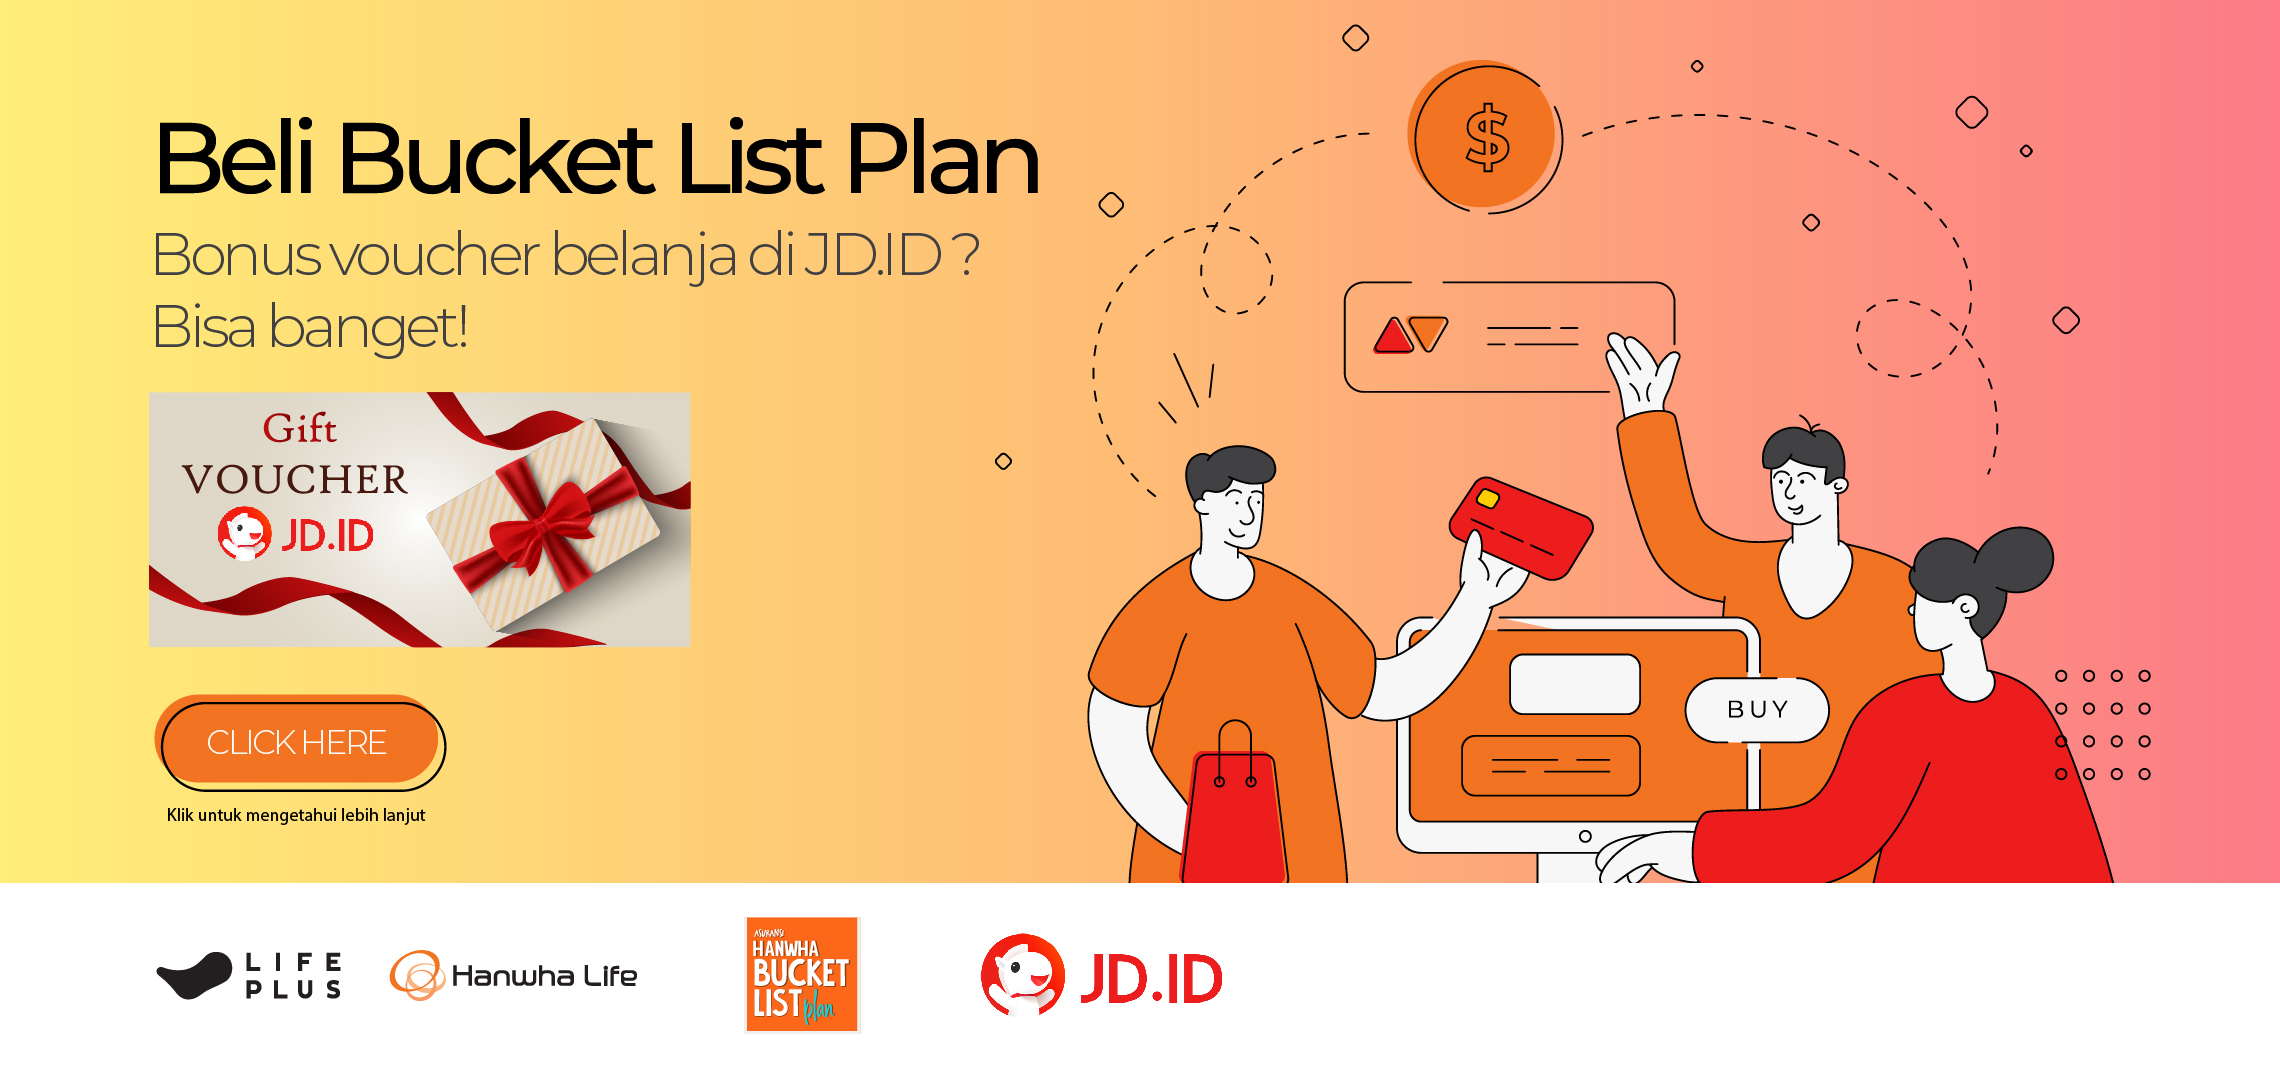 Beli Bucket List Plan
Bonus voucher belanja di JD.ID ?
Bisa banget!
Gift
VOUCHER
JD.ID
CLICK HERE
Klik untuk mengetahui lebih lanjut
$
BUY
LIFE
PLUS
Hanwha Life
ASURANSI
HANWHA
BUCKET
LIST plan
JD.ID